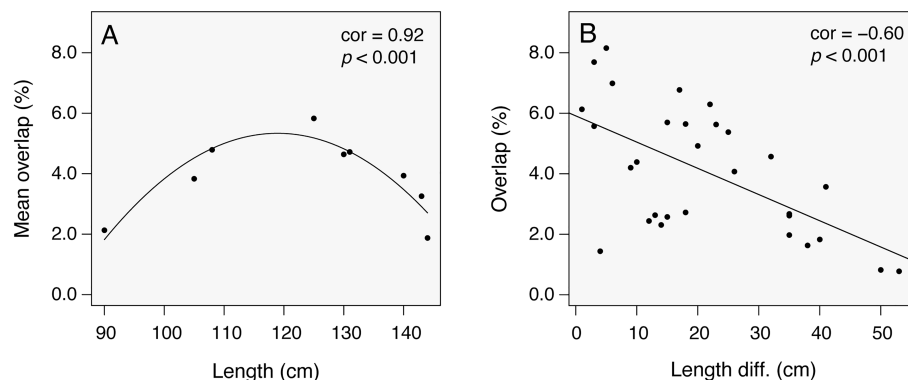 A
cor = 0.92
p < 0.001
8.0
6.0
4.0
2.0
0.0
Mean overlap (%)
90 100 110 120 130 140
Length (cm)
B
cor = −0.60
p < 0.001
8.0
6.0
4.0
2.0
0.0
Overlap (%)
0 10 20 30 40 50
Length diff. (cm)